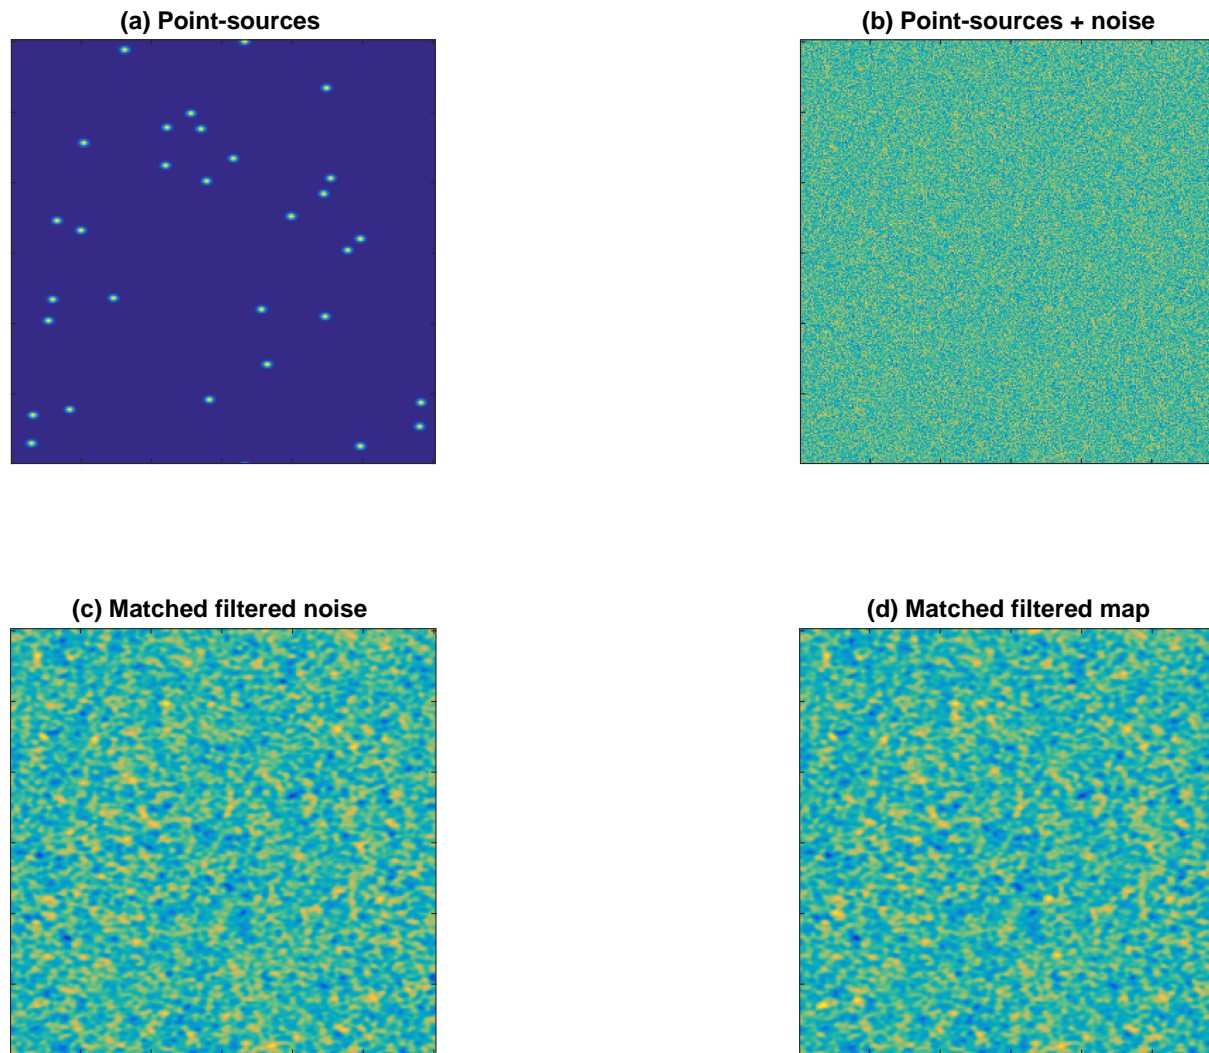 (a) Point-sources
(b) Point-sources + noise
(c) Matched filtered noise
(d) Matched filtered map